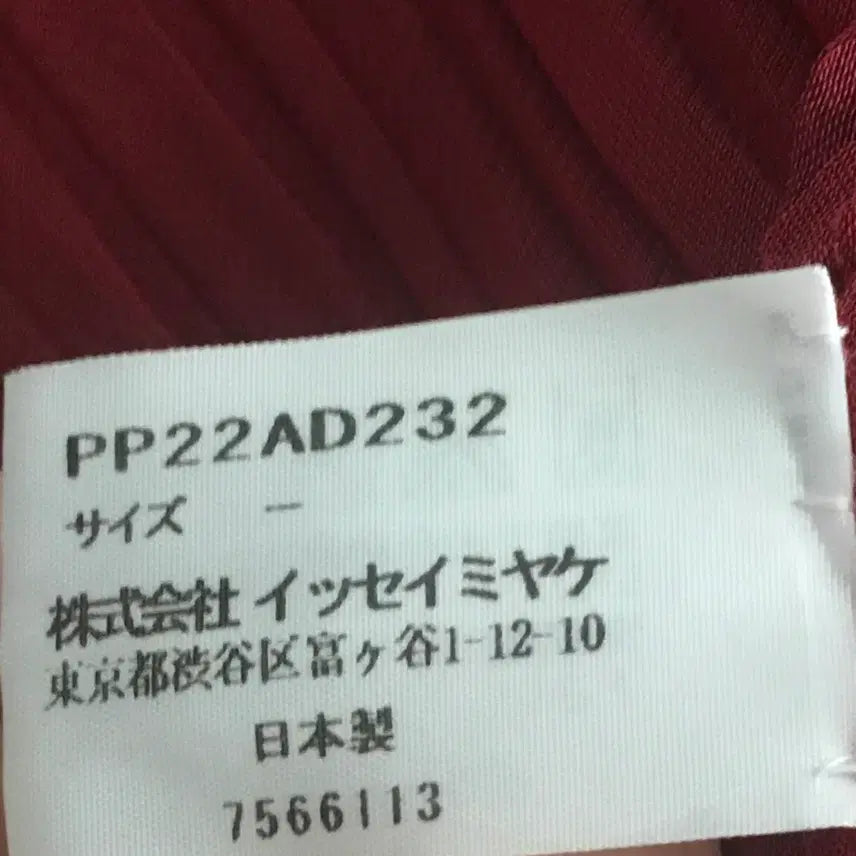 PP22AD232
サイズ －
株式会社 イッセイミヤケ
東京都渋谷区富ヶ谷1-12-10
日本製
7566113